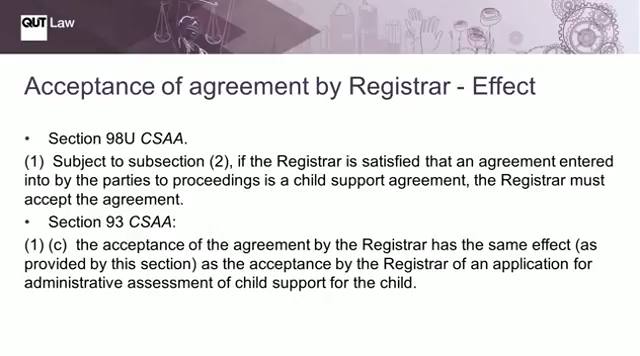 QUT Law
Acceptance of agreement by Registrar - Effect
• Section 98U CSAA.
(1) Subject to subsection (2), if the Registrar is satisfied that an agreement entered
into by the parties to proceedings is a child support agreement, the Registrar must
accept the agreement.
• Section 93 CSAA:
(1) (c) the acceptance of the agreement by the Registrar has the same effect (as
provided by this section) as the acceptance by the Registrar of an application for
administrative assessment of child support for the child.